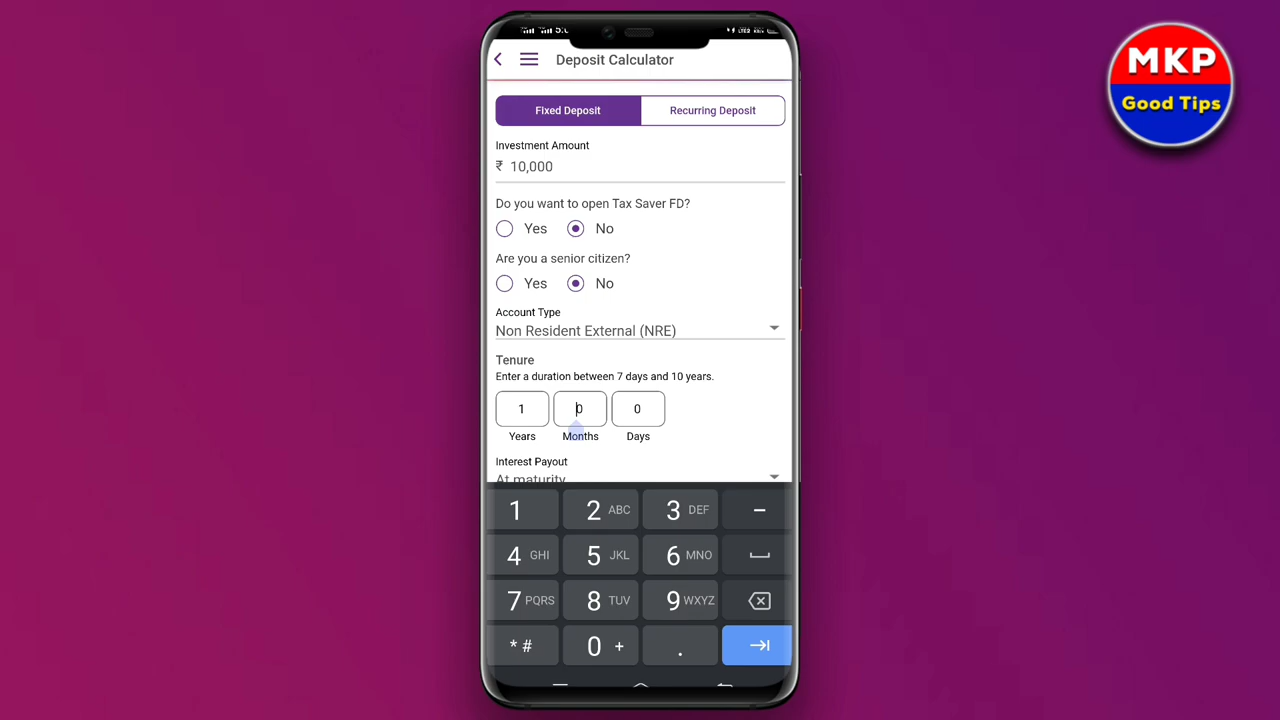 MKP
Good Tips
Deposit Calculator
Fixed Deposit
Recurring Deposit
Investment Amount
₹ 10,000
Do you want to open Tax Saver FD?
Yes
No
Are you a senior citizen?
Yes
No
Account Type
Non Resident External (NRE)
Tenure
Enter a duration between 7 days and 10 years.
1 0 0
Years Months Days
Interest Payout
At maturity
1 2 ABC 3 DEF -
4 GHI 5 JKL 6 MNO
7 PQRS 8 TUV 9 WXYZ
* # 0 + .